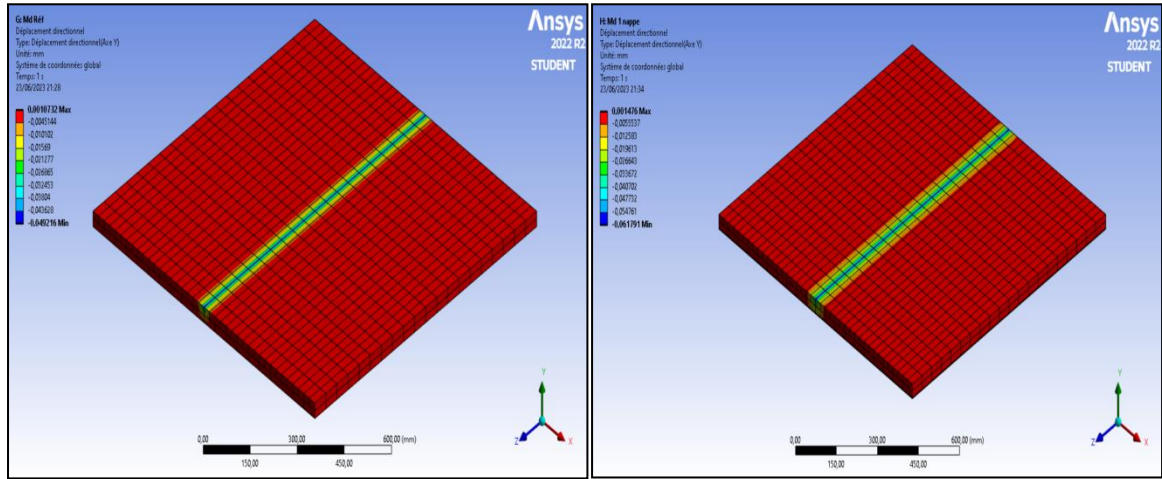 G: Md Réf
Déplacement directionnel
Type: Déplacement directionnel(Axe Y)
Unité: mm
Système de coordonnées global
Temps: 1 s
23/06/2023 21:28
0,0010732 Max
-0,0045144
-0,010102
-0,01569
-0,021277
-0,026865
-0,032453
-0,03804
-0,043628
-0,049216 Min
Ansys
2022 R2
STUDENT
0,00
300,00
600,00 (mm)
150,00
450,00
Y
Z
X
H: Md 1 nappe
Déplacement directionnel
Type: Déplacement directionnel(Axe Y)
Unité: mm
Système de coordonnées global
Temps: 1 s
23/06/2023 21:34
0,001476 Max
-0,0055537
-0,012583
-0,019613
-0,026643
-0,033672
-0,040702
-0,047732
-0,054761
-0,061791 Min
Ansys
2022 R2
STUDENT
0,00
300,00
600,00 (mm)
150,00
450,00
Y
Z
X